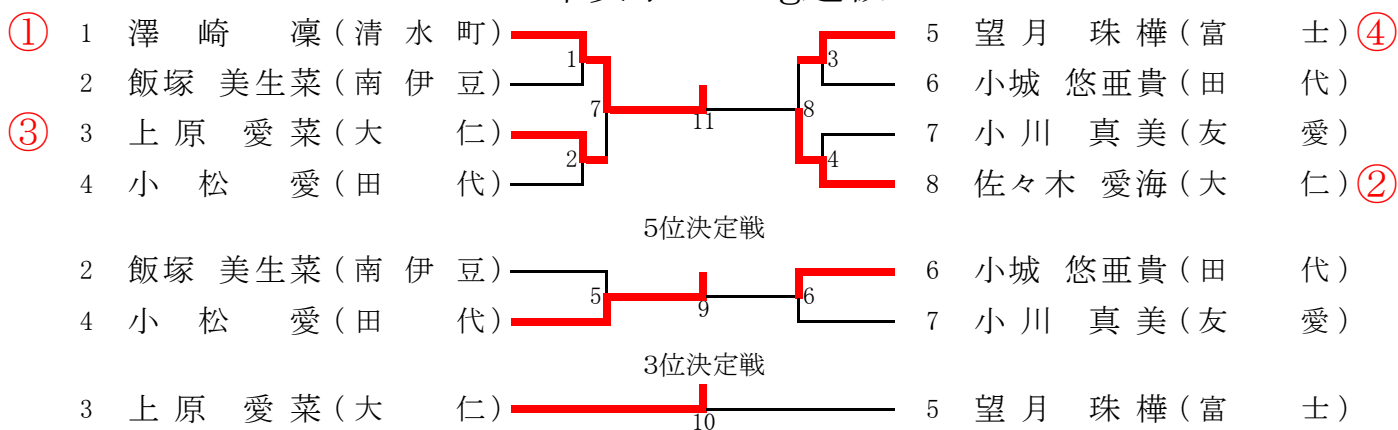 ① 1 澤崎 凜(清水町) 5 望月 珠樺(富士)④
1 3
2 飯塚 美生菜(南伊豆) 6 小城 悠亜貴(田代)
7 11 8
③ 3 上原 愛菜(大仁) 7 小川 真美(友愛)
2 4
4 小松 愛(田代) 8 佐々木 愛海(大仁)②
5位決定戦
2 飯塚 美生菜(南伊豆) 6 小城 悠亜貴(田代)
5 9 6
4 小松 愛(田代) 7 小川 真美(友愛)
3位決定戦
3 上原 愛菜(大仁) 5 望月 珠樺(富士)
10